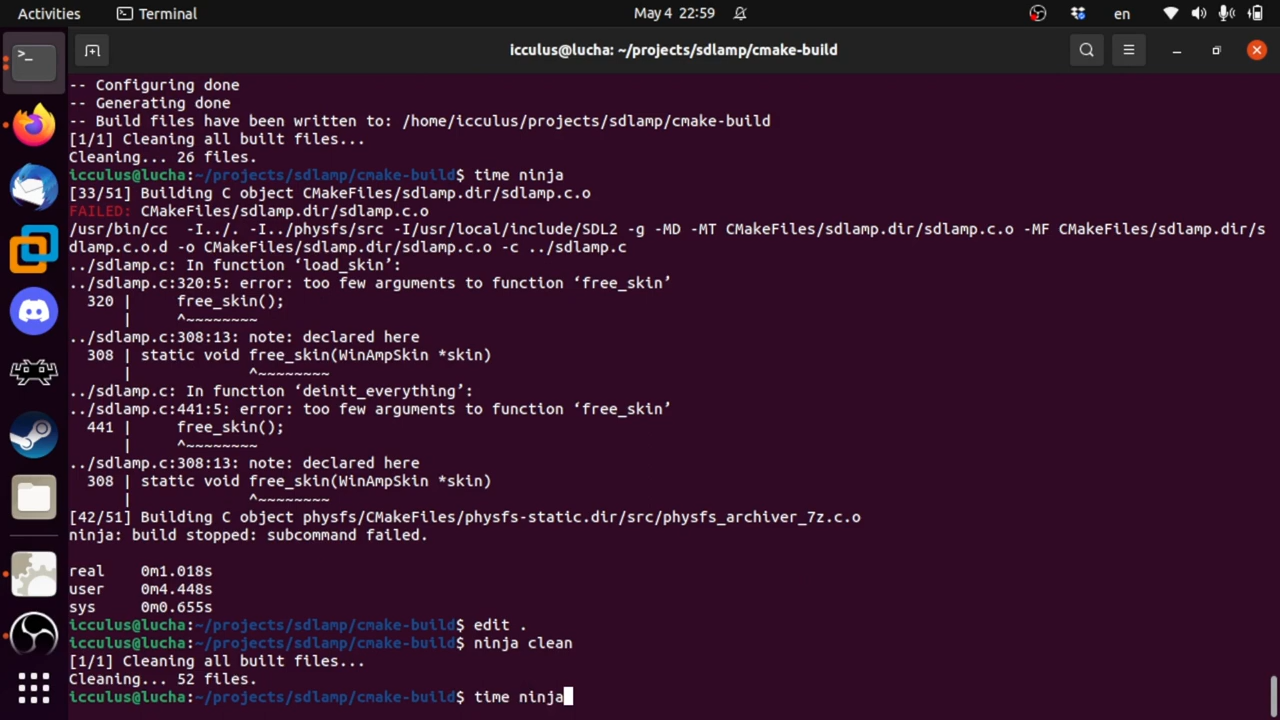 Activities
Terminal
May 4 22:59
en
icculus@lucha: ~/projects/sdlamp/cmake-build
-- Configuring done
-- Generating done
-- Build files have been written to: /home/icculus/projects/sdlamp/cmake-build
[1/1] Cleaning all built files...
Cleaning... 26 files.
icculus@lucha:~/projects/sdlamp/cmake-build$ time ninja
[33/51] Building C object CMakeFiles/sdlamp.dir/sdlamp.c.o
FAILED: CMakeFiles/sdlamp.dir/sdlamp.c.o
/usr/bin/cc  -I../. -I../physfs/src -I/usr/local/include/SDL2 -g -MD -MT CMakeFiles/sdlamp.dir/sdlamp.c.o -MF CMakeFiles/sdlamp.dir/s
dlamp.c.o.d -o CMakeFiles/sdlamp.dir/sdlamp.c.o -c ../sdlamp.c
../sdlamp.c: In function ‘load_skin’:
../sdlamp.c:320:5: error: too few arguments to function ‘free_skin’
  320 |     free_skin();
      |     ^~~~~~~~~
../sdlamp.c:308:13: note: declared here
  308 | static void free_skin(WinAmpSkin *skin)
      |             ^~~~~~~~~
../sdlamp.c: In function ‘deinit_everything’:
../sdlamp.c:441:5: error: too few arguments to function ‘free_skin’
  441 |     free_skin();
      |     ^~~~~~~~~
../sdlamp.c:308:13: note: declared here
  308 | static void free_skin(WinAmpSkin *skin)
      |             ^~~~~~~~~
[42/51] Building C object physfs/CMakeFiles/physfs-static.dir/src/physfs_archiver_7z.c.o
ninja: build stopped: subcommand failed.
real    0m1.018s
user    0m4.448s
sys     0m0.655s
icculus@lucha:~/projects/sdlamp/cmake-build$ edit .
icculus@lucha:~/projects/sdlamp/cmake-build$ ninja clean
[1/1] Cleaning all built files...
Cleaning... 52 files.
icculus@lucha:~/projects/sdlamp/cmake-build$ time ninja